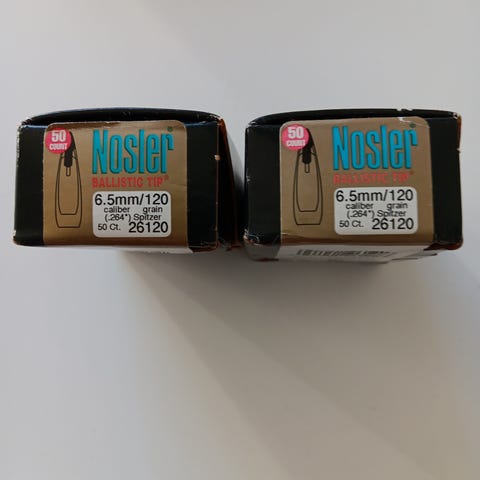 50
COUNT
Nosler®
BALLISTIC TIP®
6.5mm/120
caliber grain
(.264") Spitzer
50 Ct. 26120
50
COUNT
Nosler®
BALLISTIC TIP
6.5mm/120
caliber grain
(.264") Spitzer
50 Ct. 26120